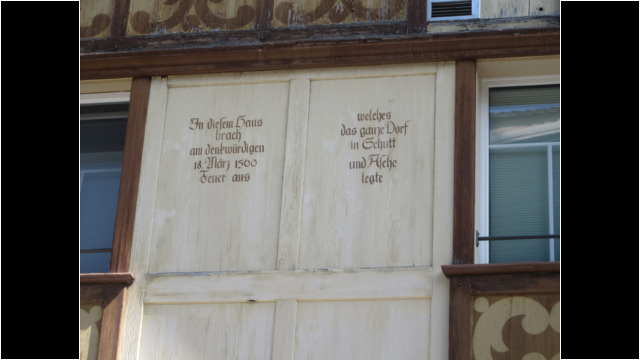 In diesem Haus
brach
am denkwürdigen
18. März 1560
Feuer aus
welches
das ganze Dorf
in Schutt
und Asche
legte